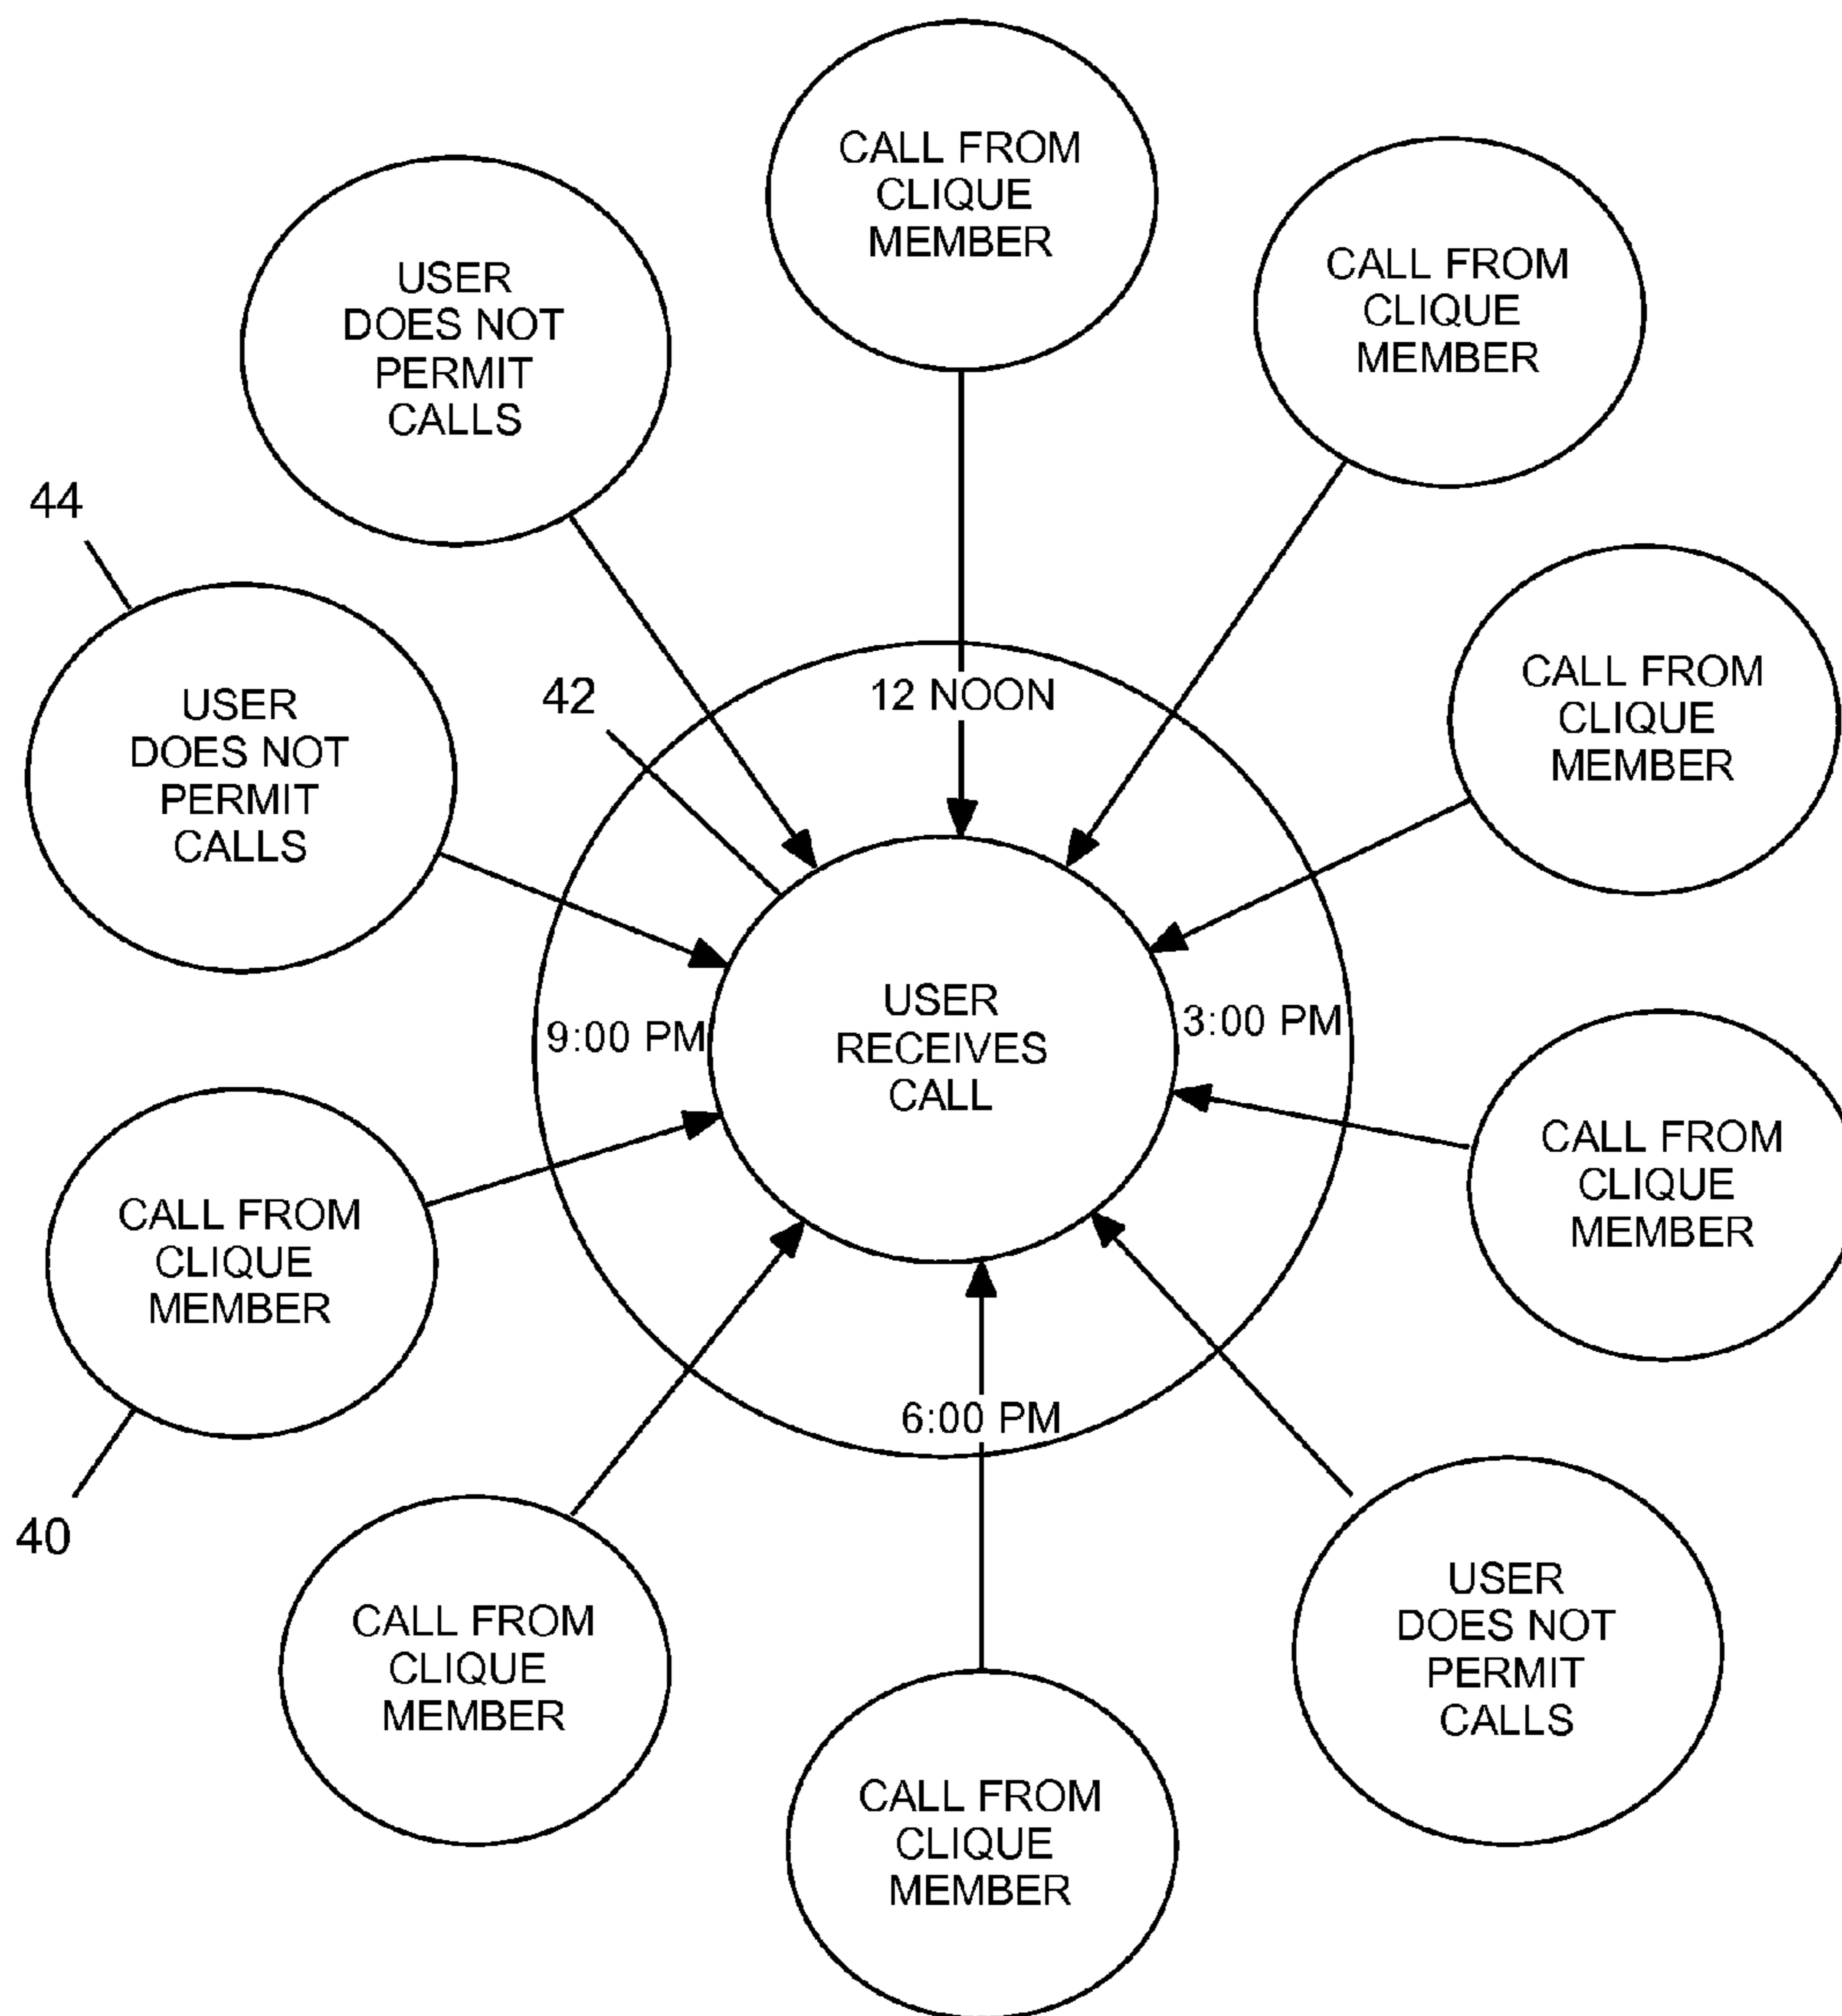 CALL FROM
CLIQUE
MEMBER
CALL FROM
CLIQUE
MEMBER
USER
DOES NOT
PERMIT
CALLS
44
CALL FROM
CLIQUE
MEMBER
42
12 NOON
USER
DOES NOT
PERMIT
CALLS
USER
RECEIVES
CALL
9:00 PM
3:00 PM
CALL FROM
CLIQUE
MEMBER
CALL FROM
CLIQUE
MEMBER
6:00 PM
40
USER
DOES NOT
PERMIT
CALLS
CALL FROM
CLIQUE
MEMBER
CALL FROM
CLIQUE
MEMBER